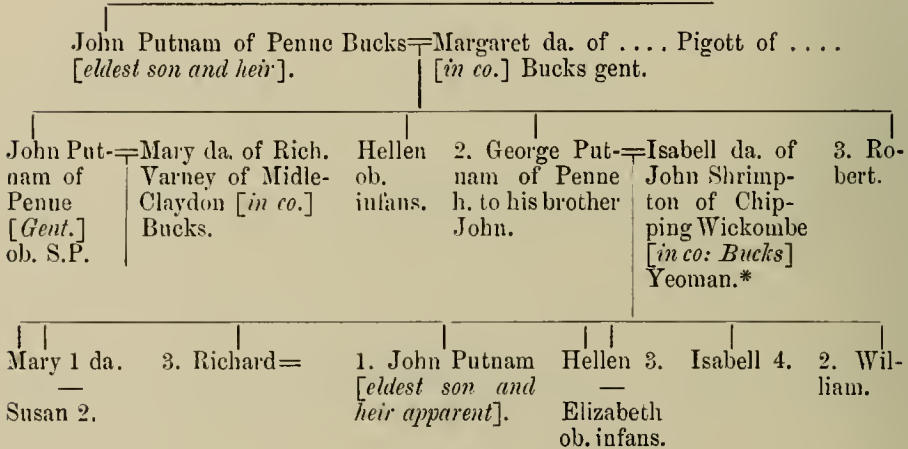 John Putnam of Penne Bucks=Margaret da. of .... Pigott of ....
[eldest son and heir]. [in co.] Bucks gent.
John Put-=Mary da. of Rich.
nam of Varney of Midle-
Penne Claydon [in co.]
[Gent.] Bucks.
ob. S.P.
Hellen
ob.
infans.
2. George Put-=Isabell da. of
nam of Penne John Shrimp-
h. to his brother ton of Chip-
John. ping Wickombe
[in co: Bucks]
Yeoman.*
3. Ro-
bert.
Mary 1 da.
—
Susan 2.
3. Richard=
1. John Putnam
[eldest son and
heir apparent].
Hellen 3.
—
Elizabeth
ob. infans.
Isabell 4.
2. Wil-
liam.